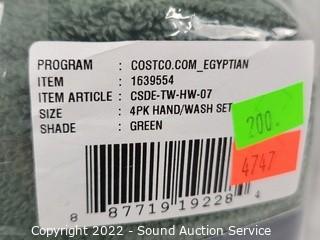 PROGRAM : COSTCO.COM_EGYPTIAN
ITEM : 1639554
ITEM ARTICLE : CSDE-TW-HW-07
SIZE : 4PK HAND/WASH SET
SHADE : GREEN
200.
4747
8 87719 19228 4
Copyright 2022 - Sound Auction Service